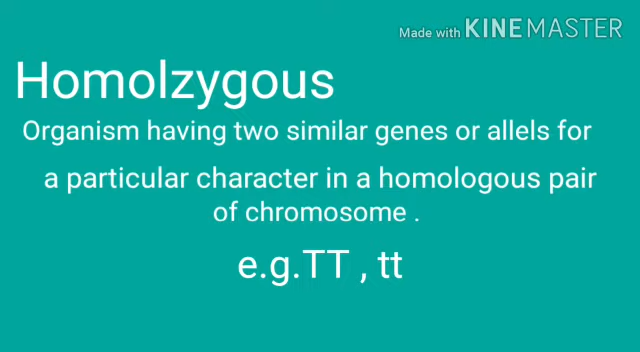 Made with KINEMASTER
Homolzygous
Organism having two similar genes or allels for
a particular character in a homologous pair
of chromosome .
e.g.TT , tt